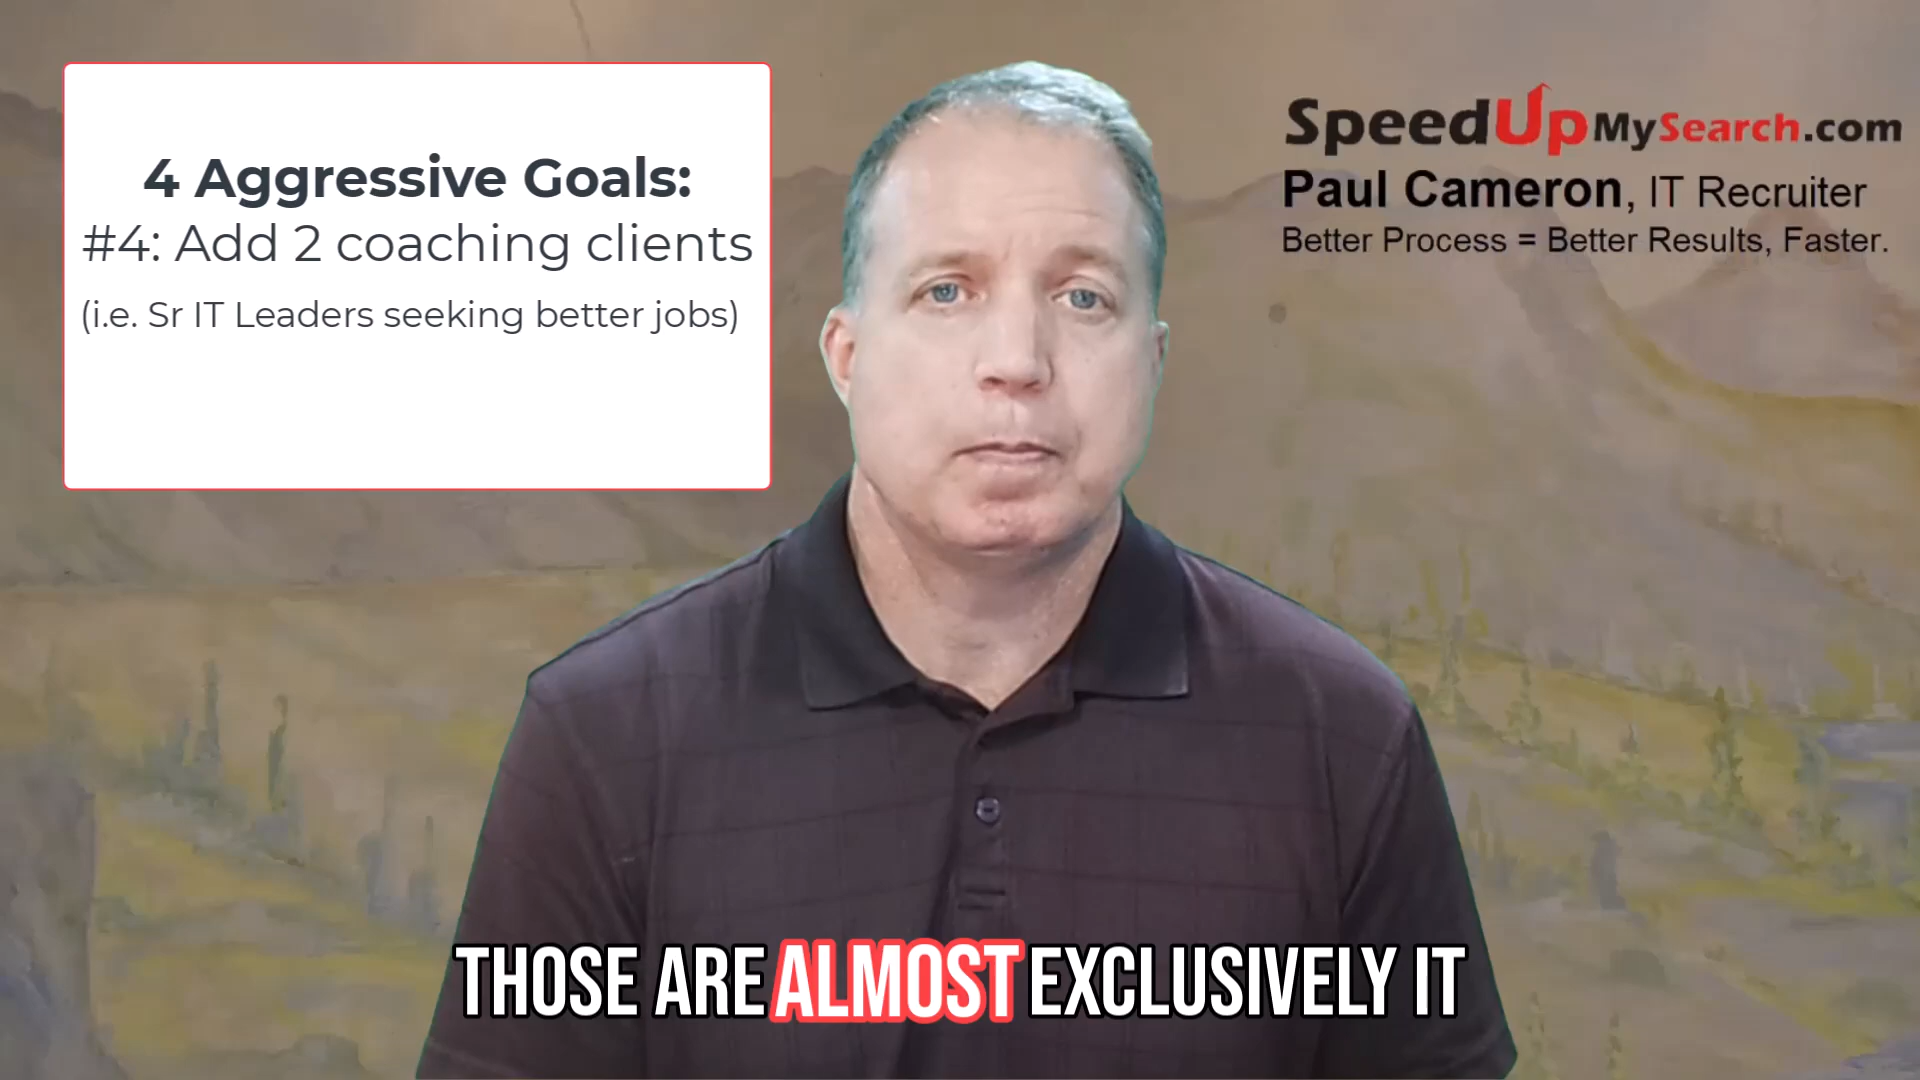 4 Aggressive Goals:
#4: Add 2 coaching clients
(i.e. Sr IT Leaders seeking better jobs)
SpeedUpMySearch.com
Paul Cameron, IT Recruiter
Better Process = Better Results, Faster.
THOSE ARE ALMOST EXCLUSIVELY IT